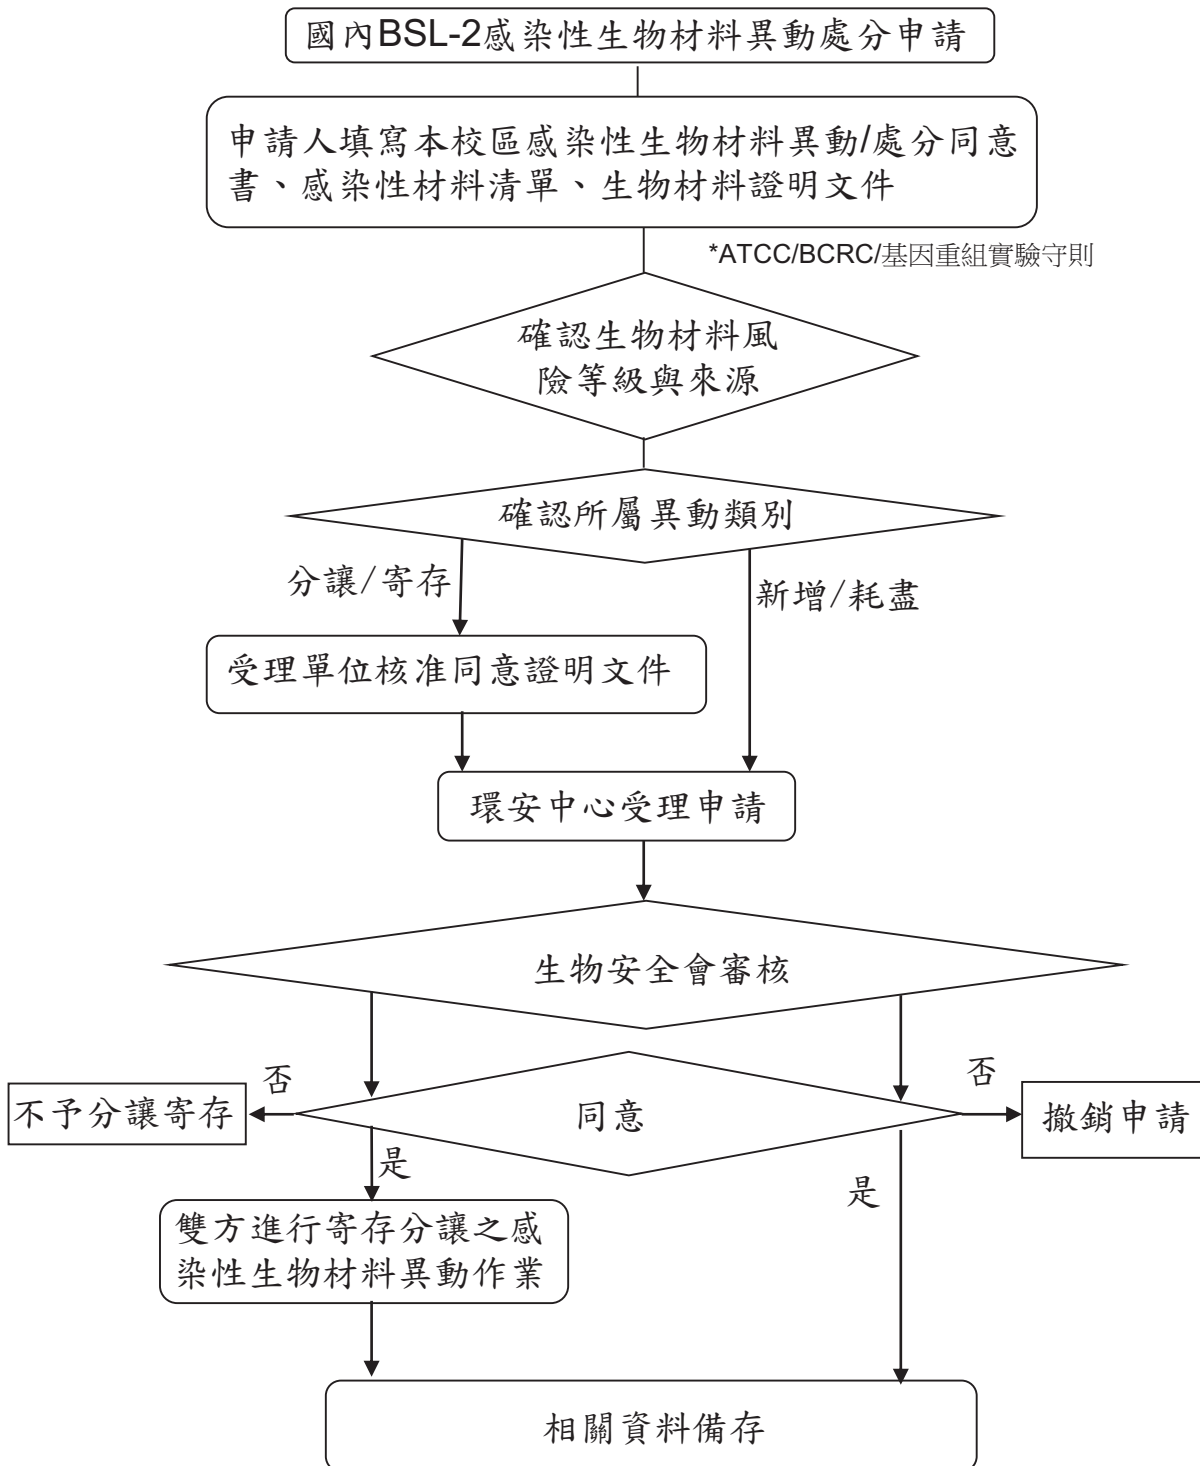 國內BSL-2感染性生物材料異動處分申請
申請人填寫本校區感染性生物材料異動/處分同意
書、感染性材料清單、生物材料證明文件
*ATCC/BCRC/基因重組實驗守則
確認生物材料風
險等級與來源
確認所屬異動類別
分讓/寄存
新增/耗盡
受理單位核准同意證明文件
環安中心受理申請
生物安全會審核
否
否
不予分讓寄存
同意
撤銷申請
是
是
雙方進行寄存分讓之感
染性生物材料異動作業
相關資料備存